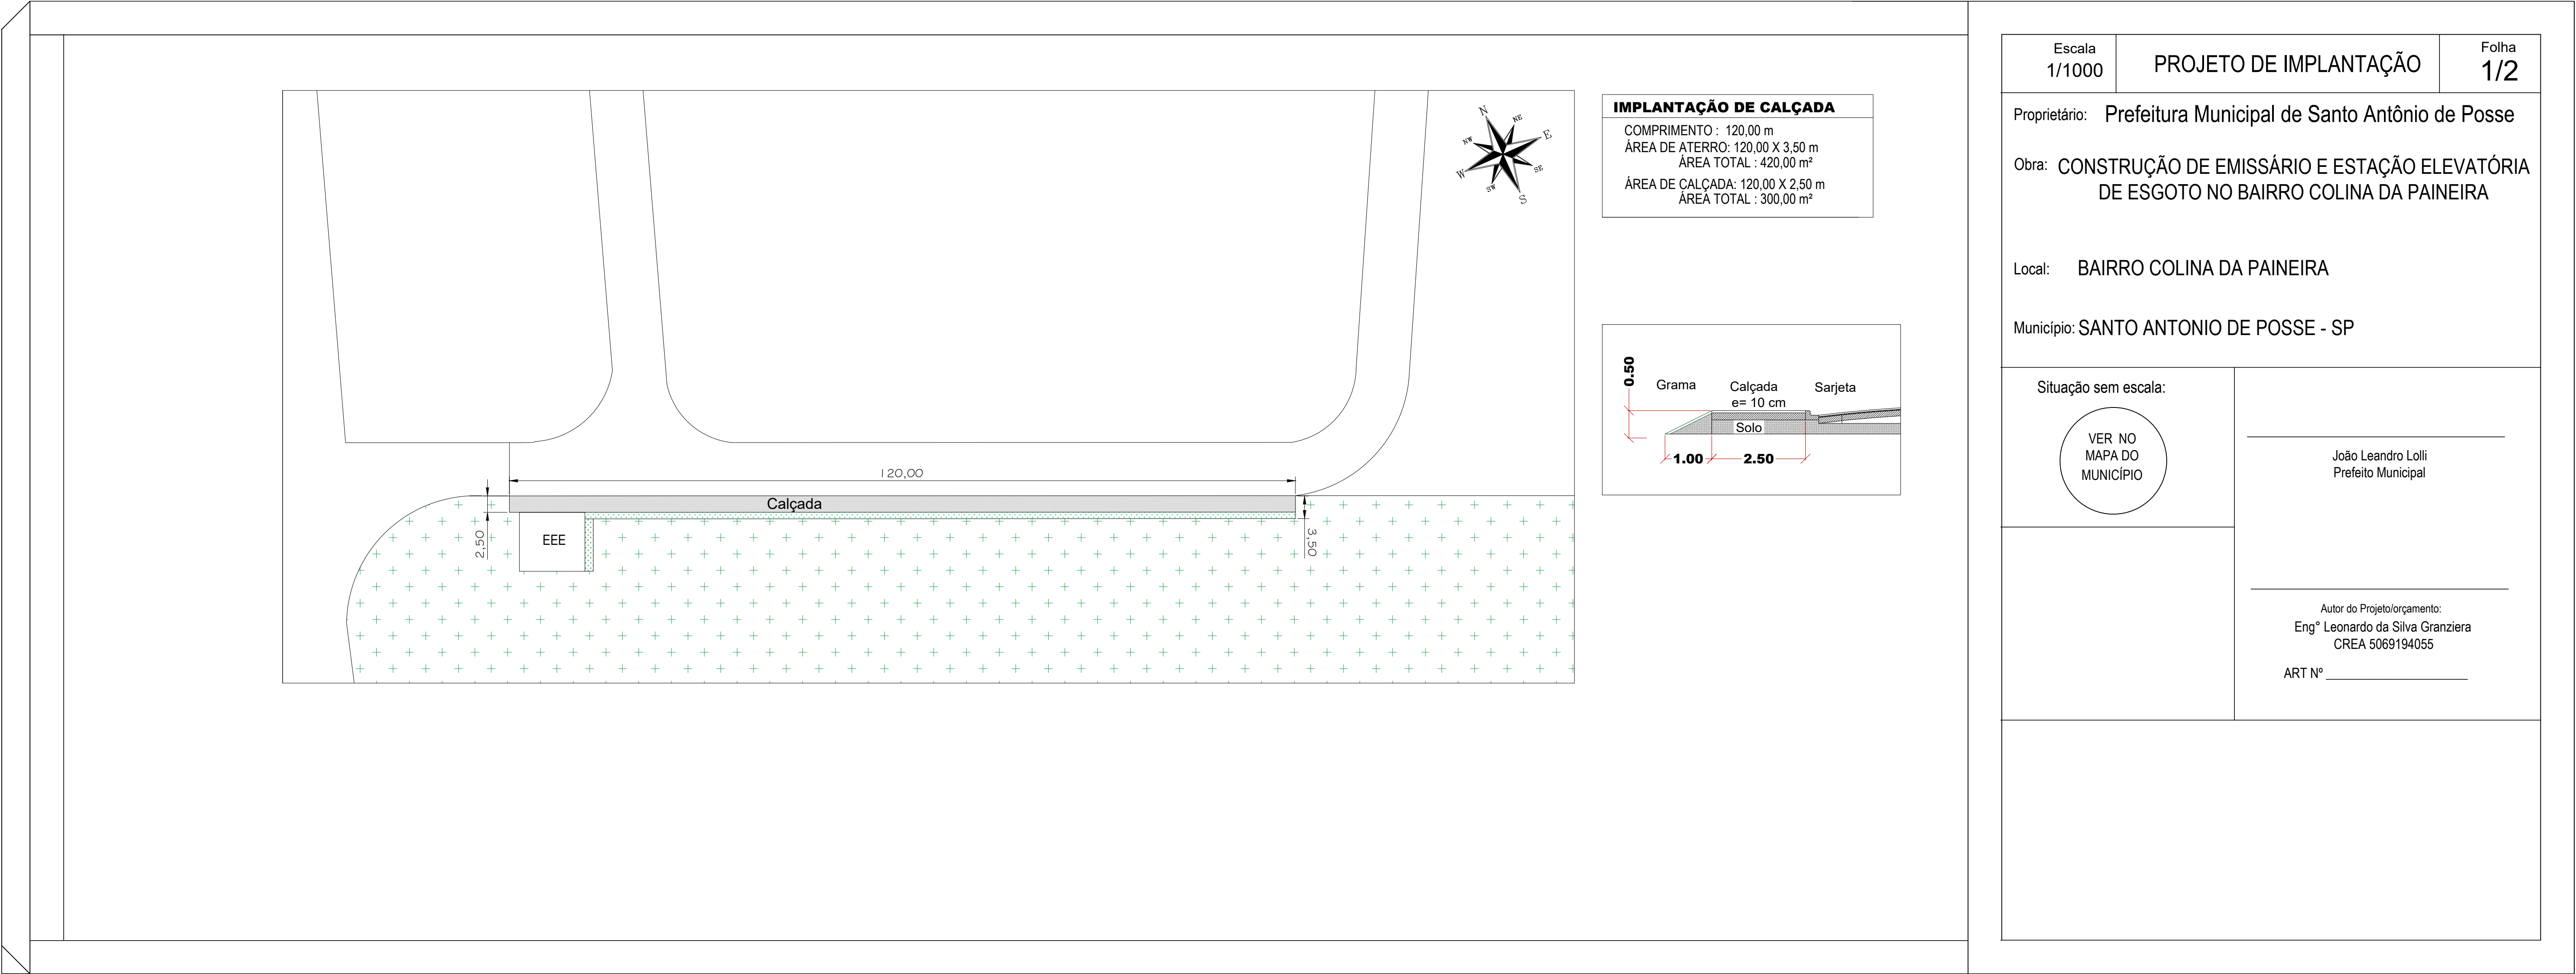 N
NE
E
SE
S
SW
W
NW
120,00
Calçada
2,50
EEE
3,50
IMPLANTAÇÃO DE CALÇADA
COMPRIMENTO : 120,00 m
ÁREA DE ATERRO: 120,00 X 3,50 m
ÁREA TOTAL : 420,00 m²
ÁREA DE CALÇADA: 120,00 X 2,50 m
ÁREA TOTAL : 300,00 m²
0.50
Grama
Calçada
e= 10 cm
Sarjeta
Solo
1.00
2.50
Escala
1/1000
PROJETO DE IMPLANTAÇÃO
Folha
1/2
Proprietário: Prefeitura Municipal de Santo Antônio de Posse
Obra: CONSTRUÇÃO DE EMISSÁRIO E ESTAÇÃO ELEVATÓRIA
DE ESGOTO NO BAIRRO COLINA DA PAINEIRA
Local: BAIRRO COLINA DA PAINEIRA
Município: SANTO ANTONIO DE POSSE - SP
Situação sem escala:
VER NO
MAPA DO
MUNICÍPIO
João Leandro Lolli
Prefeito Municipal
Autor do Projeto/orçamento:
Eng° Leonardo da Silva Granziera
CREA 5069194055
ART Nº ____________________